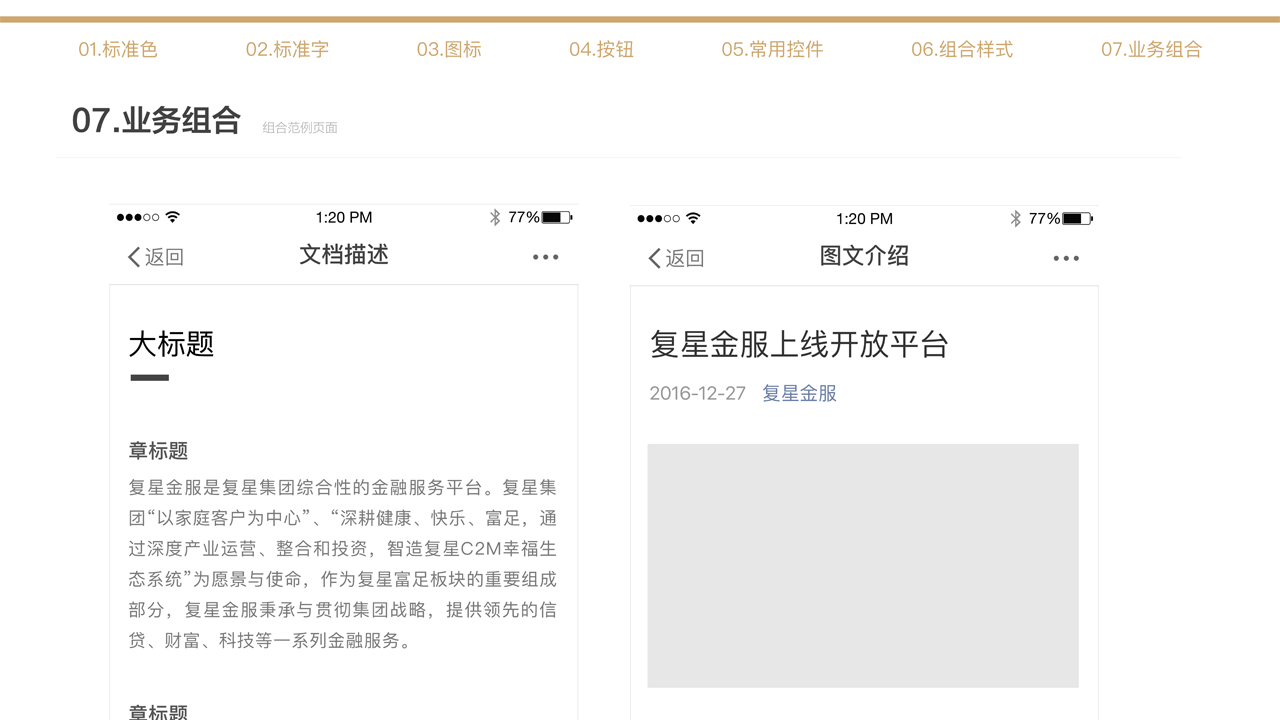 01.标准色 02.标准字 03.图标 04.按钮 05.常用控件 06.组合样式 07.业务组合
07.业务组合 组合范例页面
1:20 PM 77%
返回 文档描述
大标题
章标题
复星金服是复星集团综合性的金融服务平台。复星集
团“以家庭客户为中心”、“深耕健康、快乐、富足，通
过深度产业运营、整合和投资，智造复星C2M幸福生
态系统”为愿景与使命，作为复星富足板块的重要组成
部分，复星金服秉承与贯彻集团战略，提供领先的信
贷、财富、科技等一系列金融服务。
章标题
1:20 PM 77%
返回 图文介绍
复星金服上线开放平台
2016-12-27 复星金服